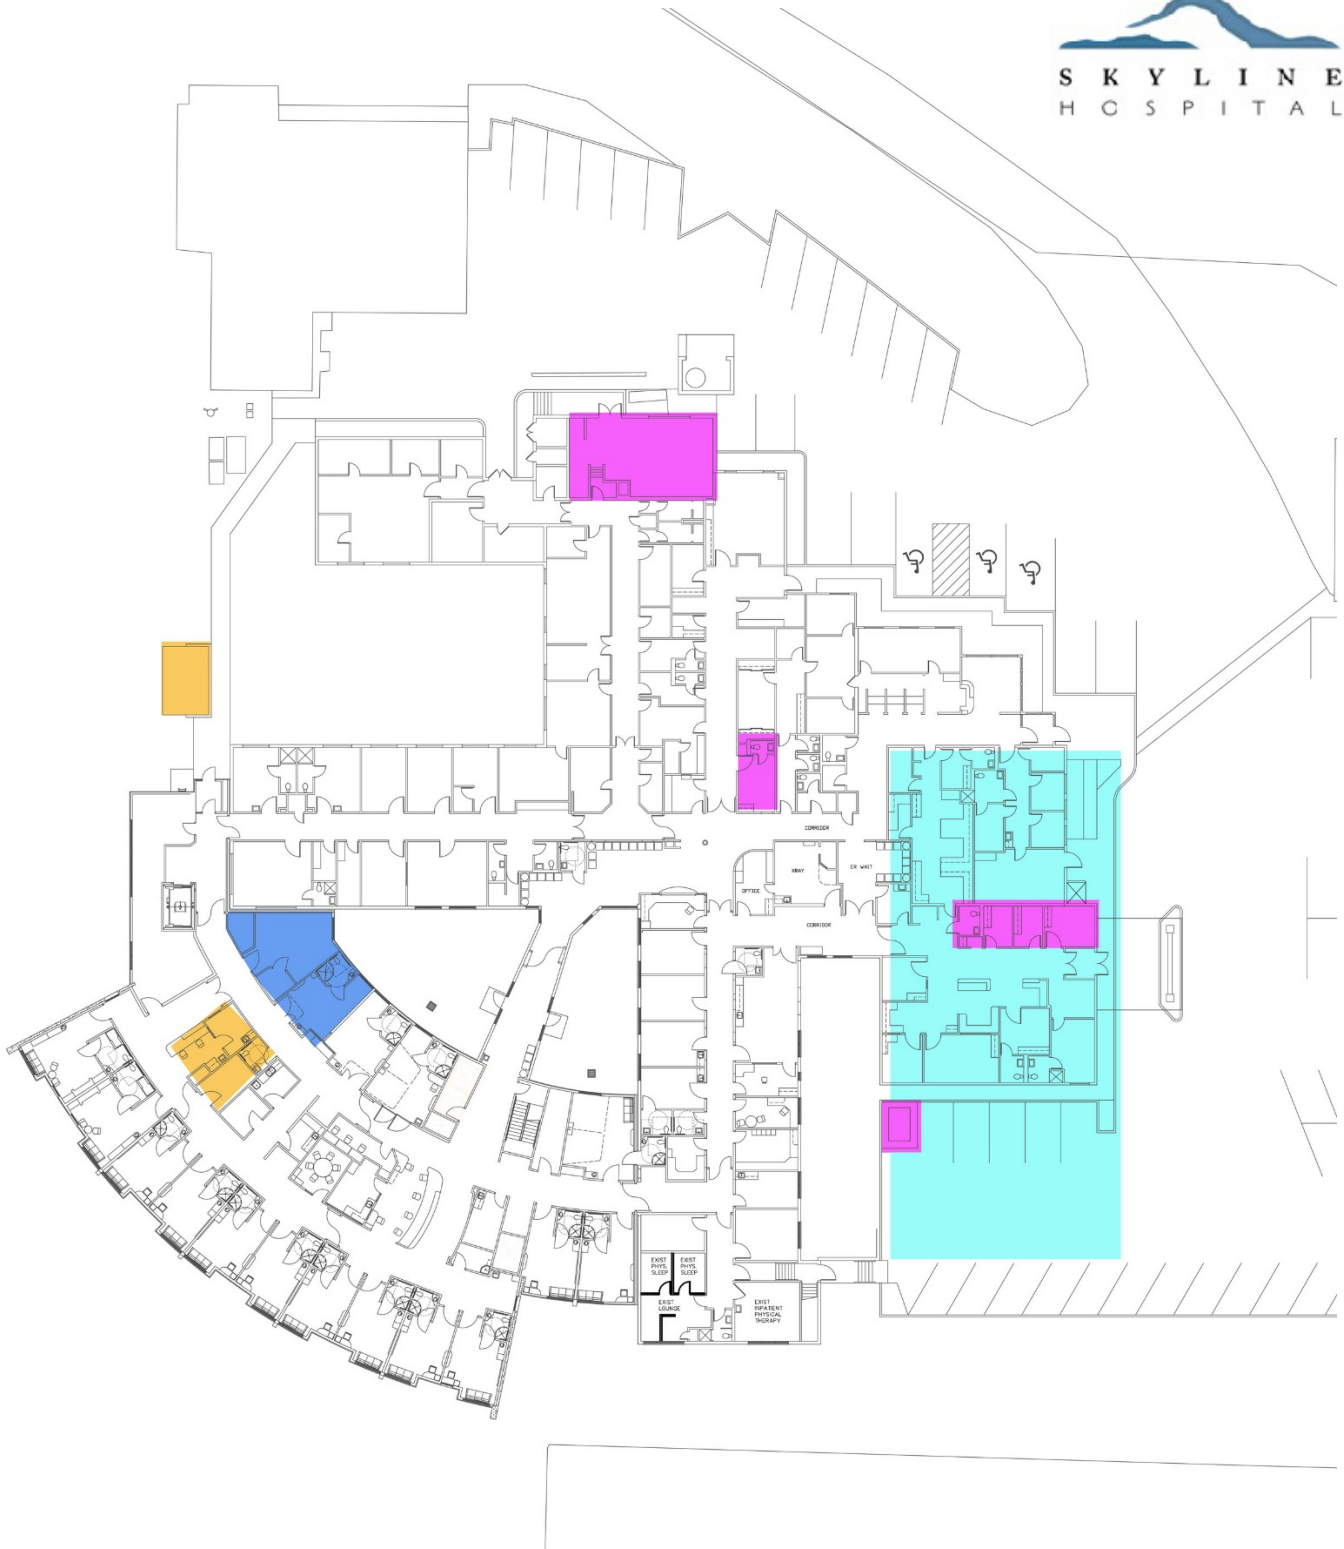 SKYLINE
HOSPITAL
CORRIDOR
XRAY
ER WAIT
OFFICE
CORRIDOR
EXIST
PHYS.
SLEEP
EXIST
PHYS.
SLEEP
EXIST
LOUNGE
EXIST
INPATIENT
PHYSICAL
THERAPY